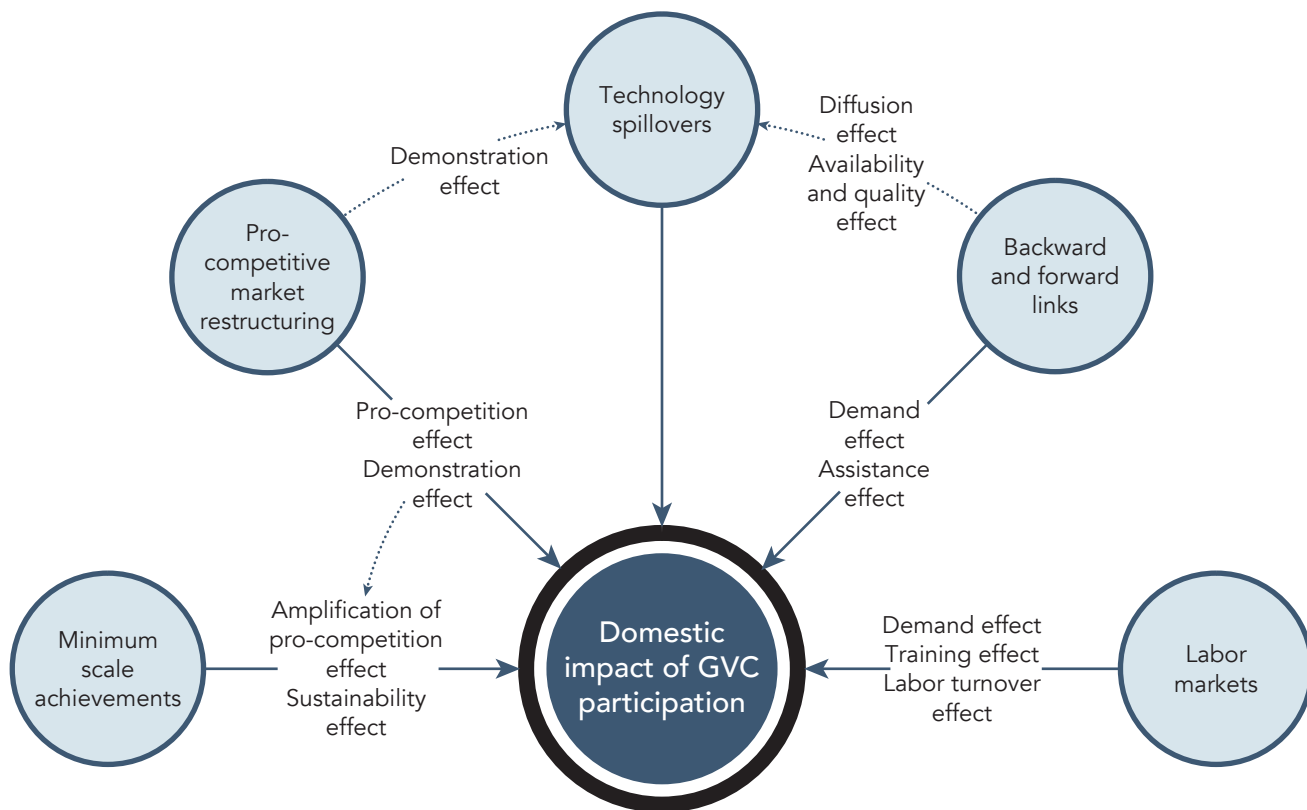 Technology
spillovers
Demonstration
effect
Diffusion
effect
Availability
and quality
effect
Pro-
competitive
market
restructuring
Backward
and forward
links
Pro-competition
effect
Demonstration
effect
Demand
effect
Assistance
effect
Minimum
scale
achievements
Amplification of
pro-competition
effect
Sustainability
effect
Domestic
impact of GVC
participation
Demand effect
Training effect
Labor turnover
effect
Labor
markets